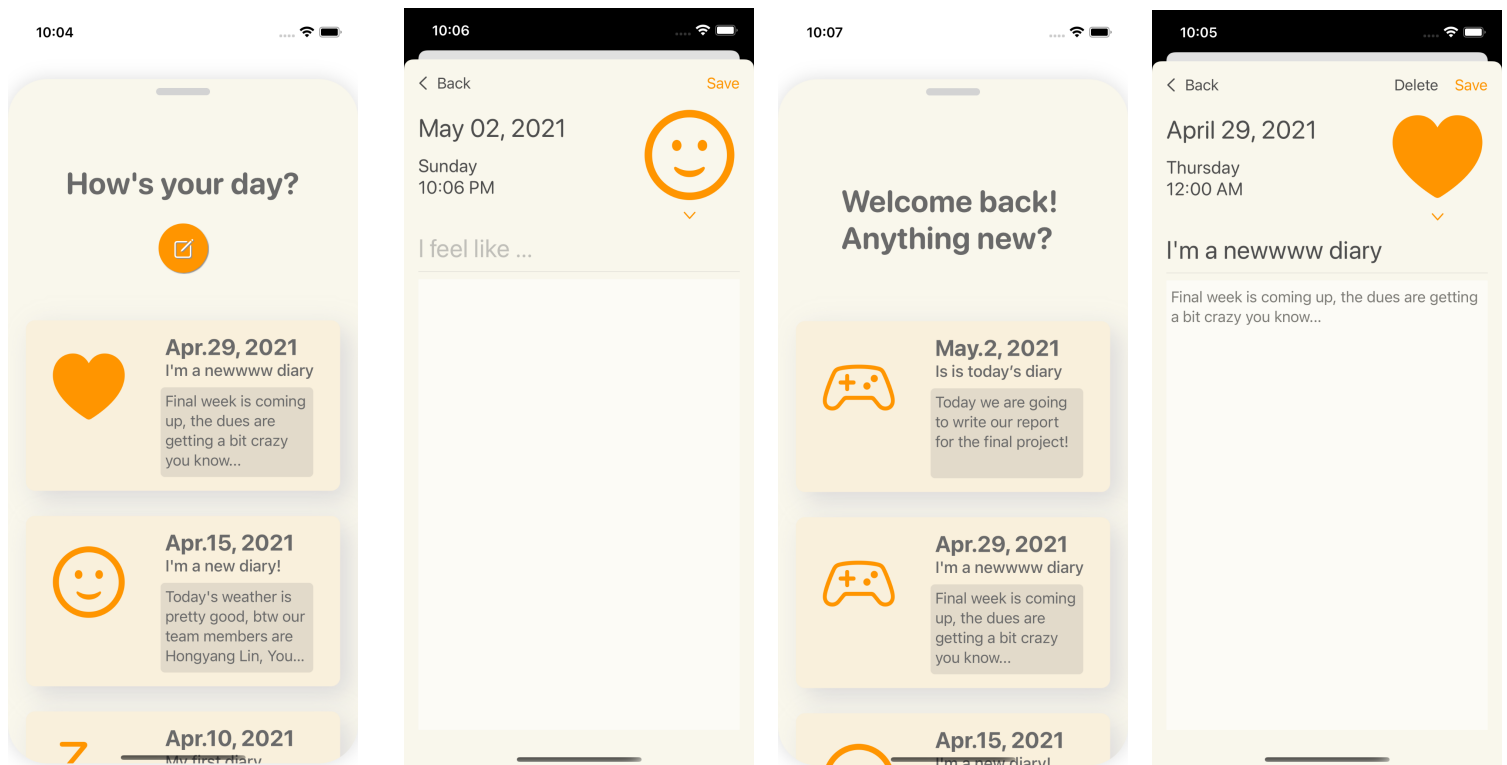 10:04
How's your day?
Apr.29, 2021
I'm a newwww diary
Final week is coming
up, the dues are
getting a bit crazy
you know...
Apr.15, 2021
I'm a new diary!
Today's weather is
pretty good, btw our
team members are
Hongyang Lin, You...
Apr.10, 2021
My first diary
10:06
Back
Save
May 02, 2021
Sunday
10:06 PM
I feel like ...
10:07
Welcome back!
Anything new?
May.2, 2021
Is is today’s diary
Today we are going
to write our report
for the final project!
Apr.29, 2021
I'm a newwww diary
Final week is coming
up, the dues are
getting a bit crazy
you know...
Apr.15, 2021
I'm a new diary!
10:05
Back
Delete Save
April 29, 2021
Thursday
12:00 AM
I'm a newwww diary
Final week is coming up, the dues are getting
a bit crazy you know...